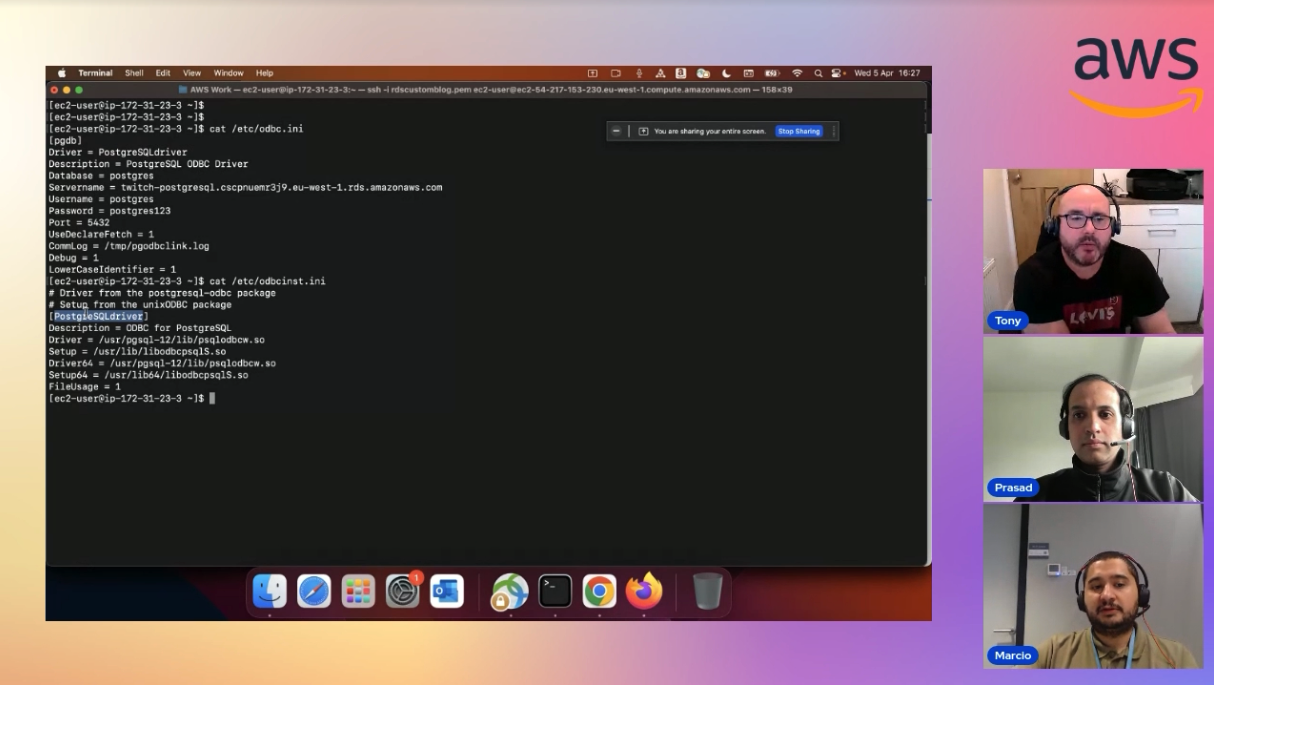 aws
Terminal Shell Edit View Window Help
Wed 5 Apr 16:27
AWS Work — ec2-user@ip-172-31-23-3:~ — ssh -i rdscustomblog.pem ec2-user@ec2-54-217-153-230.eu-west-1.compute.amazonaws.com — 158×39
[ec2-user@ip-172-31-23-3 ~]$
[ec2-user@ip-172-31-23-3 ~]$
[ec2-user@ip-172-31-23-3 ~]$ cat /etc/odbc.ini
You are sharing your entire screen. Stop Sharing
[pgdb]
Driver = PostgreSQLdriver
Description = PostgreSQL ODBC Driver
Database = postgres
Servername = twitch-postgresql.cscpnuemr3j9.eu-west-1.rds.amazonaws.com
Username = postgres
Password = postgres123
Port = 5432
UseDeclareFetch = 1
CommLog = /tmp/pgodbclink.log
Debug = 1
LowerCaseIdentifier = 1
[ec2-user@ip-172-31-23-3 ~]$ cat /etc/odbcinst.ini
# Driver from the postgresql-odbc package
# Setup from the unixODBC package
[PostgreSQLdriver]
Description = ODBC for PostgreSQL
Driver = /usr/pgsql-12/lib/psqlodbcw.so
Setup = /usr/lib/libodbcpsqlS.so
Driver64 = /usr/pgsql-12/lib/psqlodbcw.so
Setup64 = /usr/lib64/libodbcpsqlS.so
FileUsage = 1
[ec2-user@ip-172-31-23-3 ~]$
1
LEVI'S
Tony
Prasad
Marcio